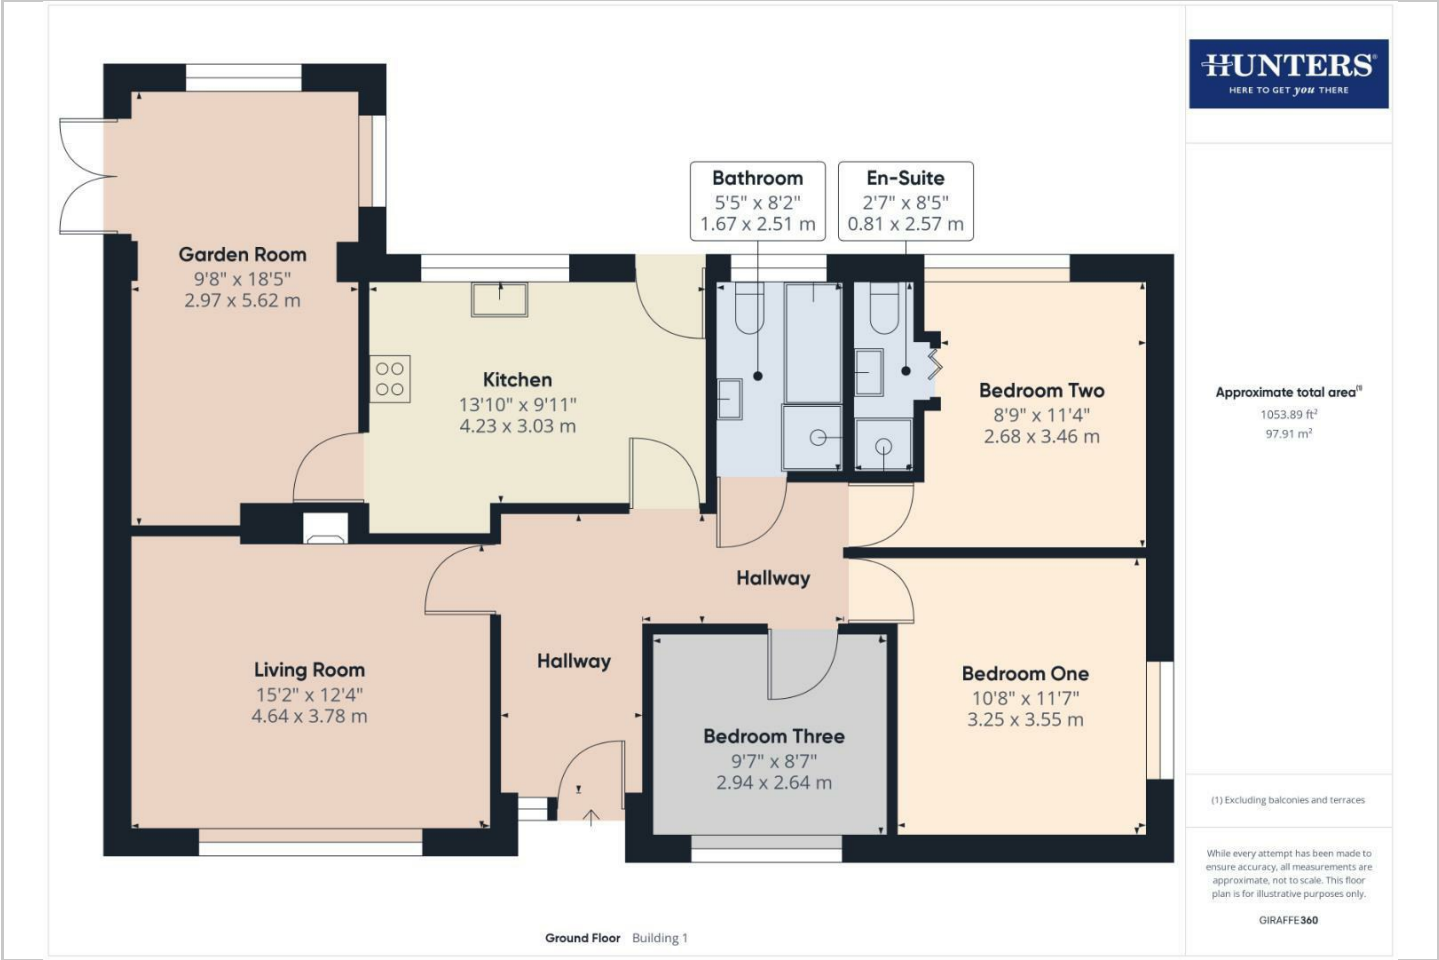 HUNTERS®
HERE TO GET you THERE
Bathroom
5'5" x 8'2"
1.67 x 2.51 m
En-Suite
2'7" x 8'5"
0.81 x 2.57 m
Garden Room
9'8" x 18'5"
2.97 x 5.62 m
Kitchen
13'10" x 9'11"
4.23 x 3.03 m
Bedroom Two
8'9" x 11'4"
2.68 x 3.46 m
Approximate total area(1)
1053.89 ft²
97.91 m²
Hallway
Hallway
Living Room
15'2" x 12'4"
4.64 x 3.78 m
Bedroom One
10'8" x 11'7"
3.25 x 3.55 m
Bedroom Three
9'7" x 8'7"
2.94 x 2.64 m
(1) Excluding balconies and terraces
While every attempt has been made to
ensure accuracy, all measurements are
approximate, not to scale. This floor
plan is for illustrative purposes only.
GIRAFFE360
Ground Floor Building 1